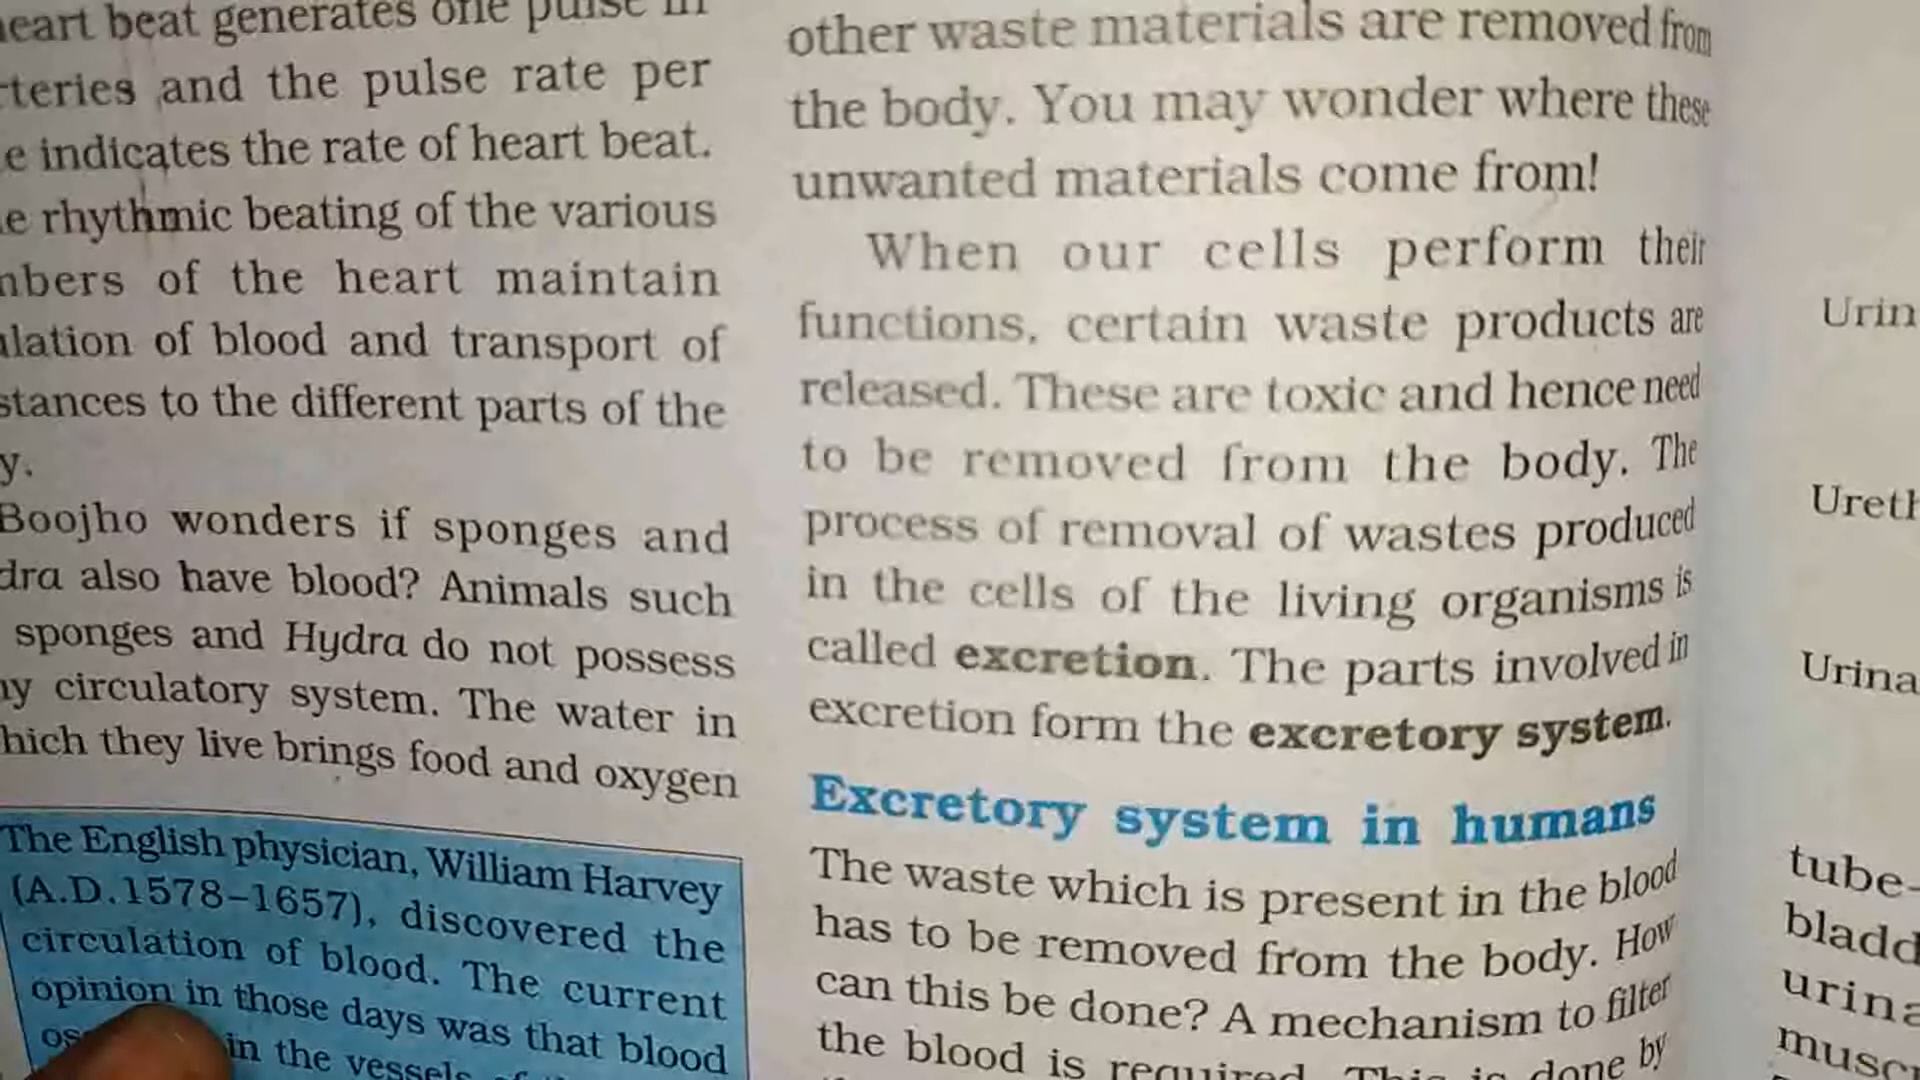 heart beat generates one pulse in
and the pulse rate per
indicates the rate of heart beat.
rhythmic beating of the various
of the heart maintain
of blood and transport of
to the different parts of the
y.
Boojho wonders if sponges and
also have blood? Animals such
sponges and Hydra do not possess
circulatory system. The water in
they live brings food and oxygen
The English physician, William Harvey
(A.D.1578–1657), discovered the
circulation of blood. The current
opinion in those days was that blood
in the vessels
other waste materials are removed from
the body. You may wonder where these
unwanted materials come from!
When our cells perform their
functions, certain waste products are
released. These are toxic and hence need
to be removed from the body. The
process of removal of wastes produced
in the cells of the living organisms is
called excretion. The parts involved in
excretion form the excretory system.
Excretory system in humans
The waste which is present in the blood
has to be removed from the body. How
can this be done? A mechanism to filter
the blood is required. This is done by
Urin
Ureth
Urina
tube-
bladd
urina
musc